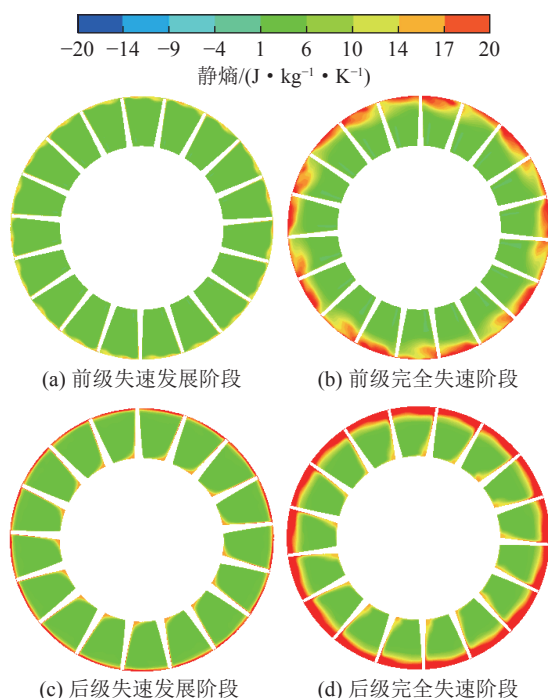 −20 −14 −9 −4 1 6 10 14 17 20
静熵/(J·kg⁻¹·K⁻¹)
(a) 前级失速发展阶段 (b) 前级完全失速阶段
(c) 后级失速发展阶段 (d) 后级完全失速阶段